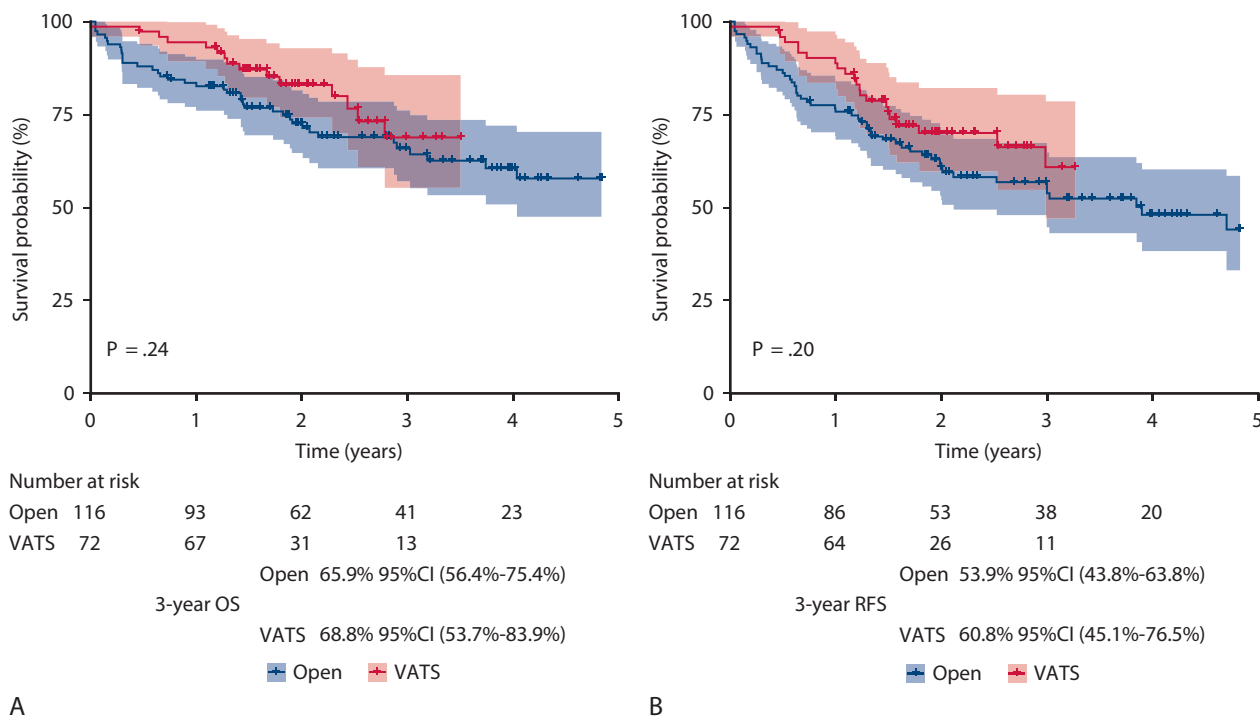 100
75
50
25
0
Survival probability (%)
P = .24
0 1 2 3 4 5
Time (years)
Number at risk
Open 116 93 62 41 23
VATS 72 67 31 13
Open 65.9% 95%CI (56.4%-75.4%)
3-year OS
VATS 68.8% 95%CI (53.7%-83.9%)
Open VATS
A
100
75
50
25
0
Survival probability (%)
P = .20
0 1 2 3 4 5
Time (years)
Number at risk
Open 116 86 53 38 20
VATS 72 64 26 11
Open 53.9% 95%CI (43.8%-63.8%)
3-year RFS
VATS 60.8% 95%CI (45.1%-76.5%)
Open VATS
B